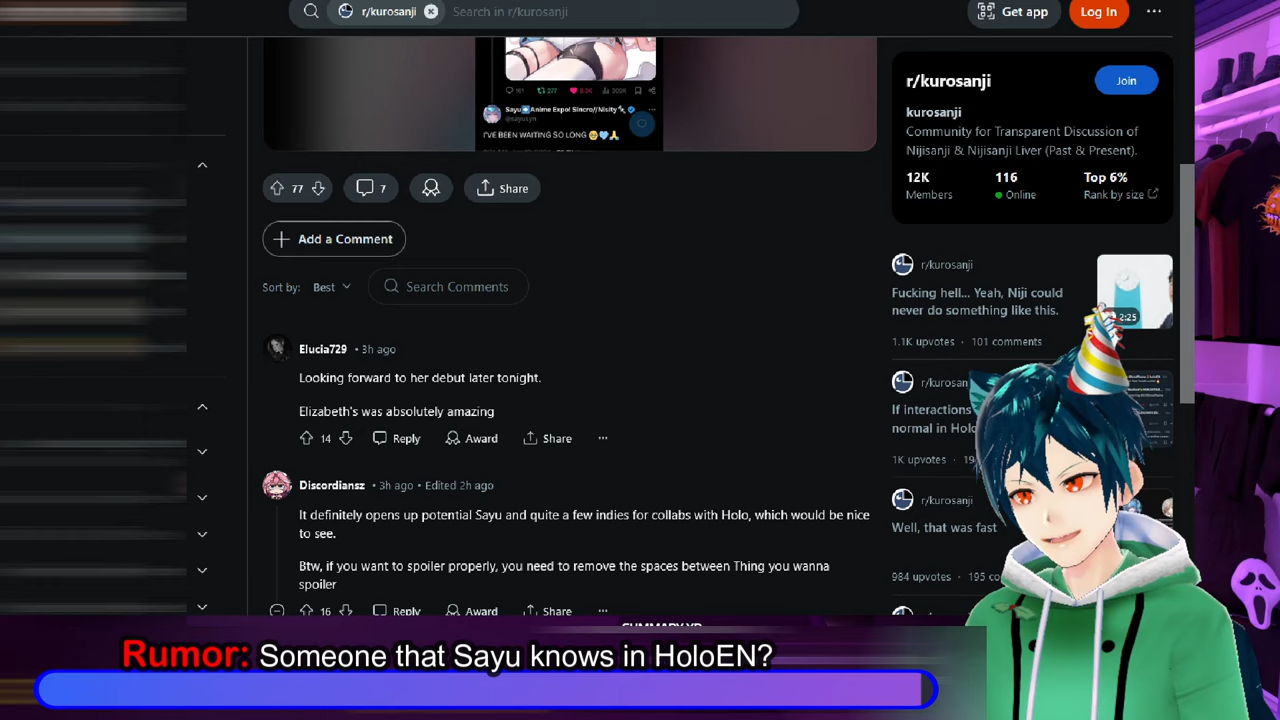 r/kurosanji
Search in r/kurosanji
Get app
Log In
161 277 300K
Sayu Anime Expo! Sincro//Nisity
@sayusyn
I'VE BEEN WAITING SO LONG 🥺🩵🙏
77
7
Share
Add a Comment
Sort by: Best
Search Comments
Elucia729 • 3h ago
Looking forward to her debut later tonight.
Elizabeth's was absolutely amazing
14 Reply Award Share
Discordiansz • 3h ago • Edited 2h ago
It definitely opens up potential Sayu and quite a few indies for collabs with Holo, which would be nice
to see.
Btw, if you want to spoiler properly, you need to remove the spaces between Thing you wanna
spoiler
16 Reply Award Share
r/kurosanji
Join
kurosanji
Community for Transparent Discussion of
Nijisanji & Nijisanji Liver (Past & Present).
12K 116 Top 6%
Members Online Rank by size
r/kurosanji
Fucking hell... Yeah, Niji could
never do something like this.
2:25
1.1K upvotes 101 comments
r/kuro
If interactions
normal in Holo
1K upvotes
r/kurosanji
Well, that was fast
984 upvotes 195
Rumor: Someone that Sayu knows in HoloEN?